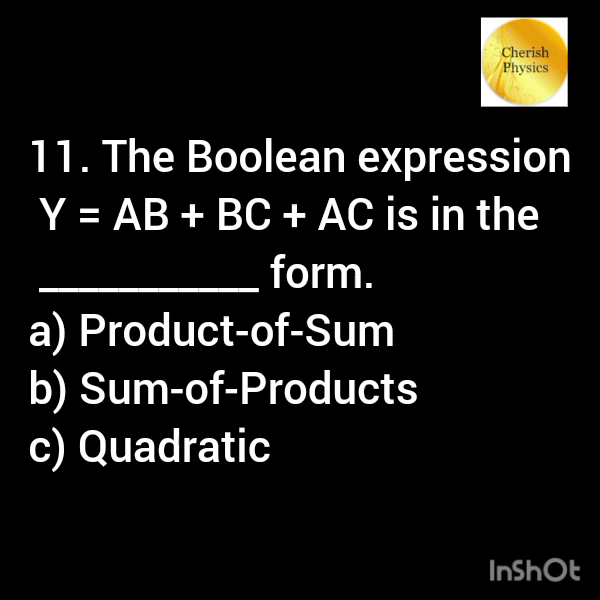 Cherish
Physics
11. The Boolean expression
Y = AB + BC + AC is in the
___________ form.
a) Product-of-Sum
b) Sum-of-Products
c) Quadratic
InShOt